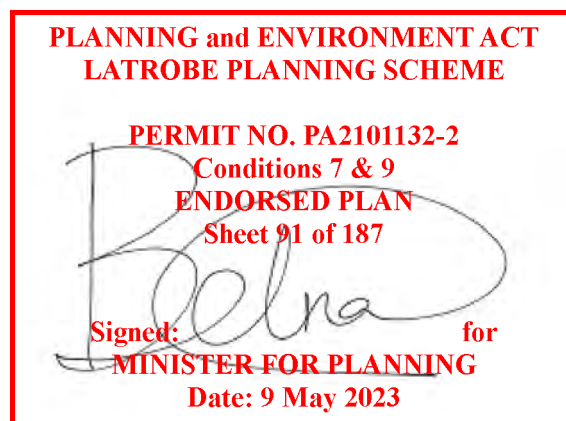 PLANNING and ENVIRONMENT ACT
LATROBE PLANNING SCHEME
PERMIT NO. PA2101132-2
Conditions 7 & 9
ENDORSED PLAN
Sheet 91 of 187
Signed: for
MINISTER FOR PLANNING
Date: 9 May 2023